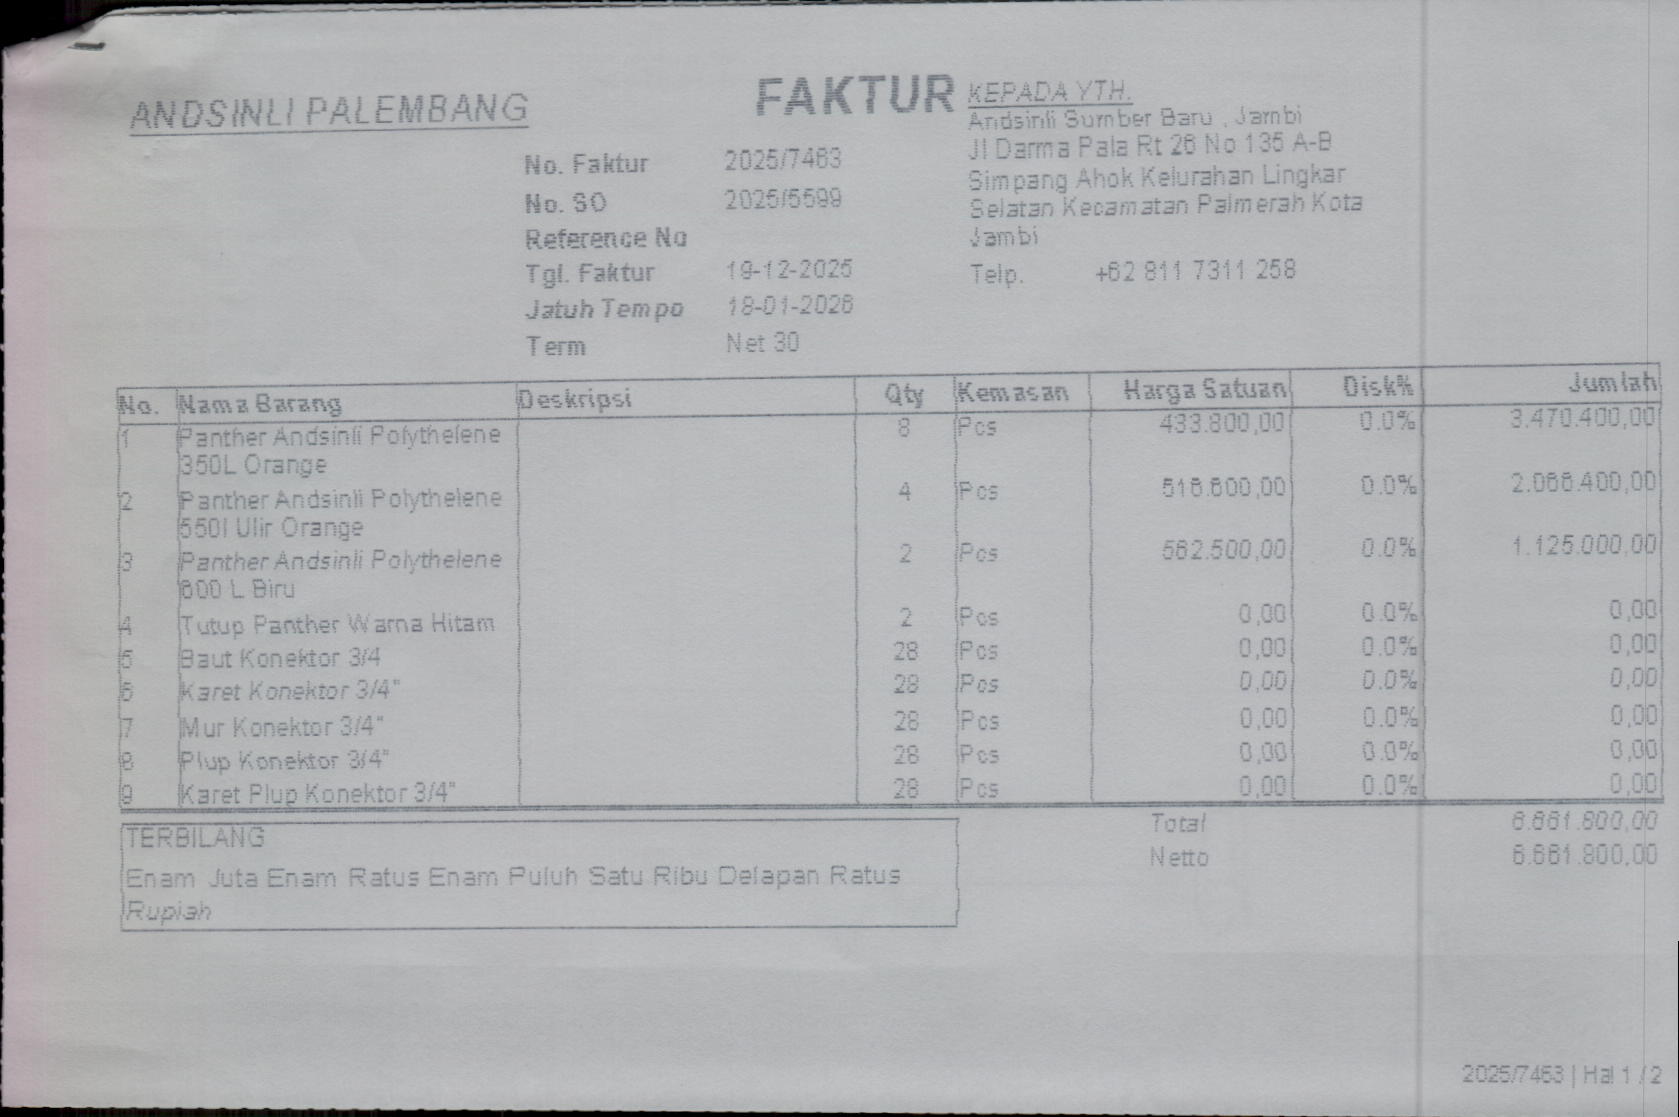 ANDSINLI PALEMBANG
FAKTUR
KEPADA YTH.
Andsinli Sumber Baru , Jambi
Jl Darma Pala Rt 26 No 135 A-B
Simpang Ahok Kelurahan Lingkar
Selatan Kecamatan Palmerah Kota
Jambi
Telp. +62 811 7311 258
No. Faktur 2025/7463
No. SO 2025/5599
Reference No
Tgl. Faktur 19-12-2025
Jatuh Tempo 18-01-2026
Term Net 30
No. Nama Barang Deskripsi Qty Kemasan Harga Satuan Disk% Jumlah
1 Panther Andsinli Polythelene 8 Pcs 433.800,00 0.0% 3.470.400,00
350L Orange
2 Panther Andsinli Polythelene 4 Pcs 516.600,00 0.0% 2.066.400,00
550l Ulir Orange
3 Panther Andsinli Polythelene 2 Pcs 562.500,00 0.0% 1.125.000,00
600 L Biru
4 Tutup Panther Warna Hitam 2 Pcs 0,00 0.0% 0,00
5 Baut Konektor 3/4 28 Pcs 0,00 0.0% 0,00
6 Karet Konektor 3/4" 28 Pcs 0,00 0.0% 0,00
7 Mur Konektor 3/4" 28 Pcs 0,00 0.0% 0,00
8 Plup Konektor 3/4" 28 Pcs 0,00 0.0% 0,00
9 Karet Plup Konektor 3/4" 28 Pcs 0,00 0.0% 0,00
Total 6.661.800,00
Netto 6.661.800,00
TERBILANG
Enam Juta Enam Ratus Enam Puluh Satu Ribu Delapan Ratus
Rupiah
2025/7463 | Hal 1 / 2